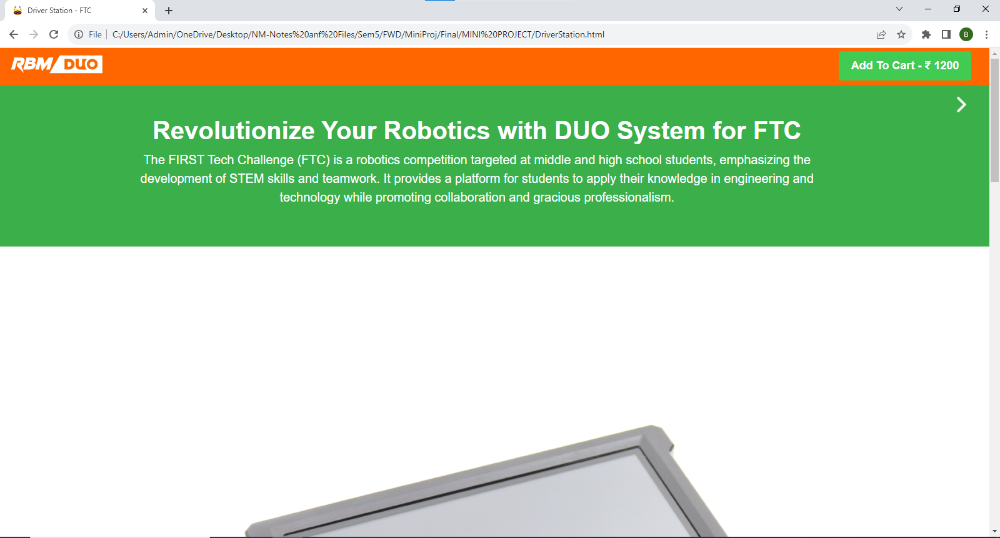 Driver Station - FTC
File
C:/Users/Admin/OneDrive/Desktop/NM-Notes%20anf%20Files/Sem5/FWD/MiniProj/Final/MINI%20PROJECT/DriverStation.html
B
RBM DUO
Add To Cart - ₹ 1200
Revolutionize Your Robotics with DUO System for FTC
The FIRST Tech Challenge (FTC) is a robotics competition targeted at middle and high school students, emphasizing the
development of STEM skills and teamwork. It provides a platform for students to apply their knowledge in engineering and
technology while promoting collaboration and gracious professionalism.